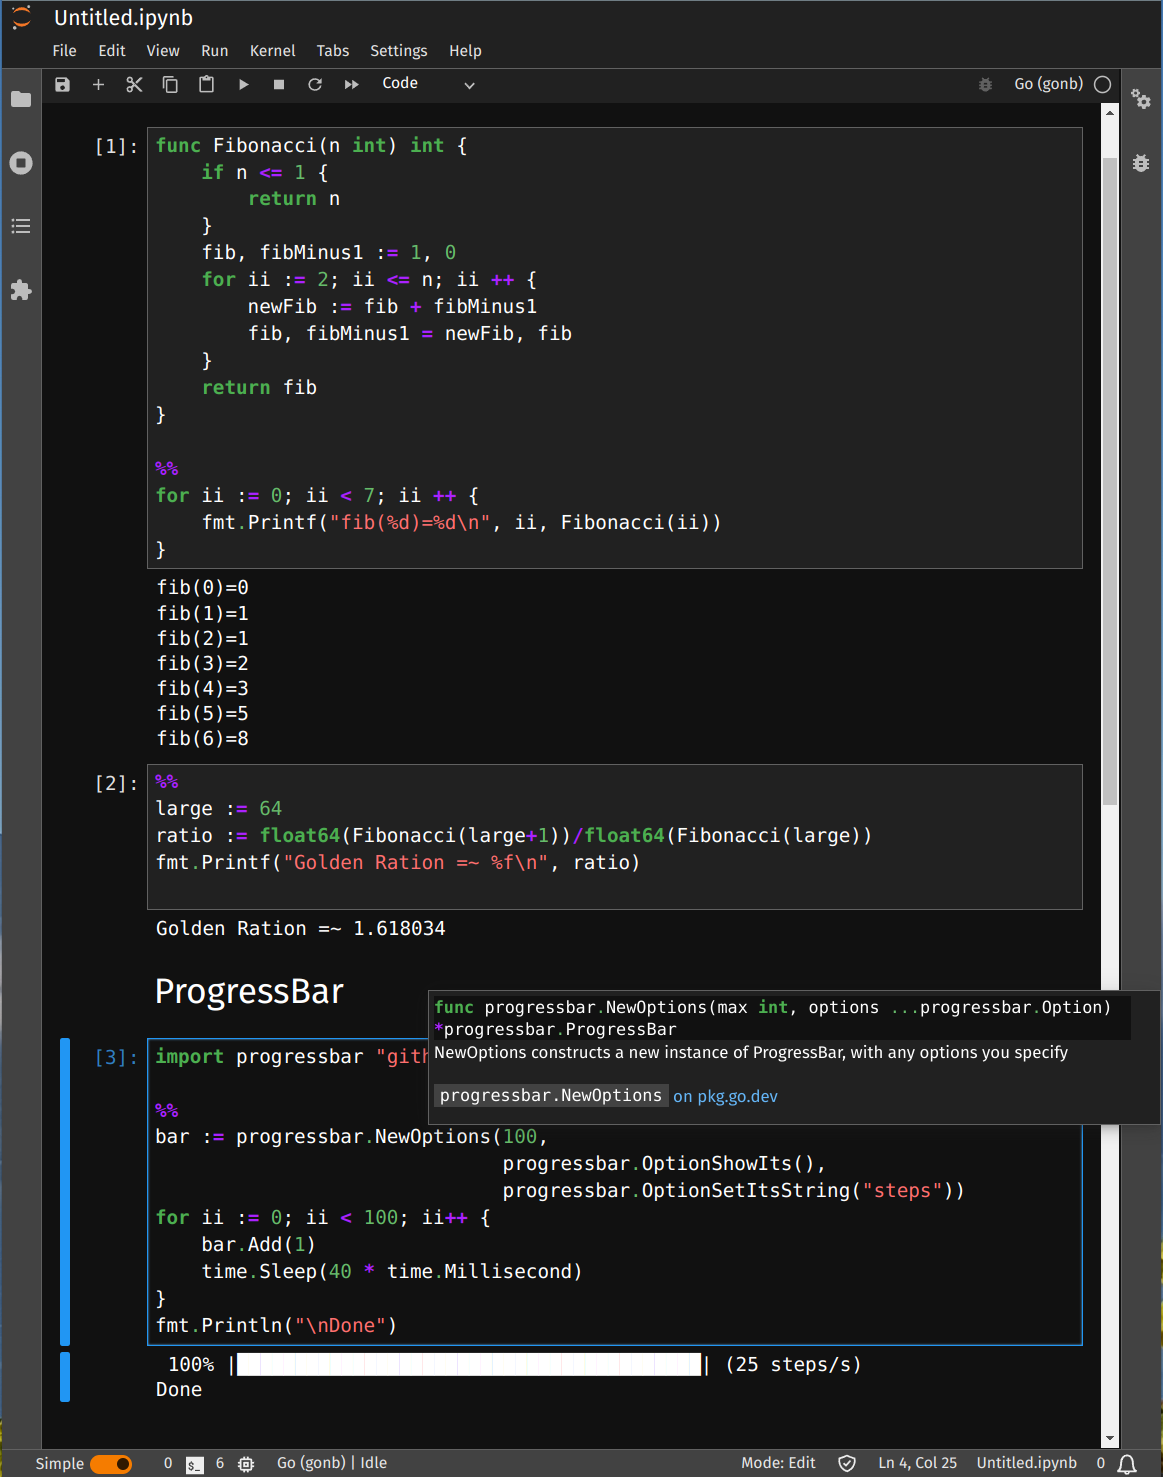 Untitled.ipynb
File Edit View Run Kernel Tabs Settings Help
Code Go (gonb)
[1]: func Fibonacci(n int) int {
    if n <= 1 {
        return n
    }
    fib, fibMinus1 := 1, 0
    for ii := 2; ii <= n; ii ++ {
        newFib := fib + fibMinus1
        fib, fibMinus1 = newFib, fib
    }
    return fib
}
%%
for ii := 0; ii < 7; ii ++ {
    fmt.Printf("fib(%d)=%d\n", ii, Fibonacci(ii))
}
fib(0)=0
fib(1)=1
fib(2)=1
fib(3)=2
fib(4)=3
fib(5)=5
fib(6)=8
[2]: %%
large := 64
ratio := float64(Fibonacci(large+1))/float64(Fibonacci(large))
fmt.Printf("Golden Ration =~ %f\n", ratio)
Golden Ration =~ 1.618034
ProgressBar
func progressbar.NewOptions(max int, options ...progressbar.Option)
*progressbar.ProgressBar
NewOptions constructs a new instance of ProgressBar, with any options you specify
progressbar.NewOptions on pkg.go.dev
[3]: import progressbar "gith
%%
bar := progressbar.NewOptions(100,
                              progressbar.OptionShowIts(),
                              progressbar.OptionSetItsString("steps"))
for ii := 0; ii < 100; ii++ {
    bar.Add(1)
    time.Sleep(40 * time.Millisecond)
}
fmt.Println("\nDone")
100% | | (25 steps/s)
Done
Simple 0 $_ 6 Go (gonb) | Idle Mode: Edit Ln 4, Col 25 Untitled.ipynb 0